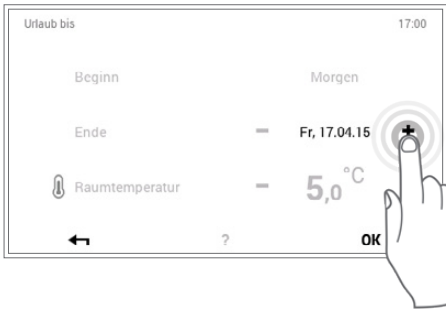 Urlaub bis 17:00
Beginn Morgen
Ende − Fr, 17.04.15 +
Raumtemperatur − 5,0 °C
? OK